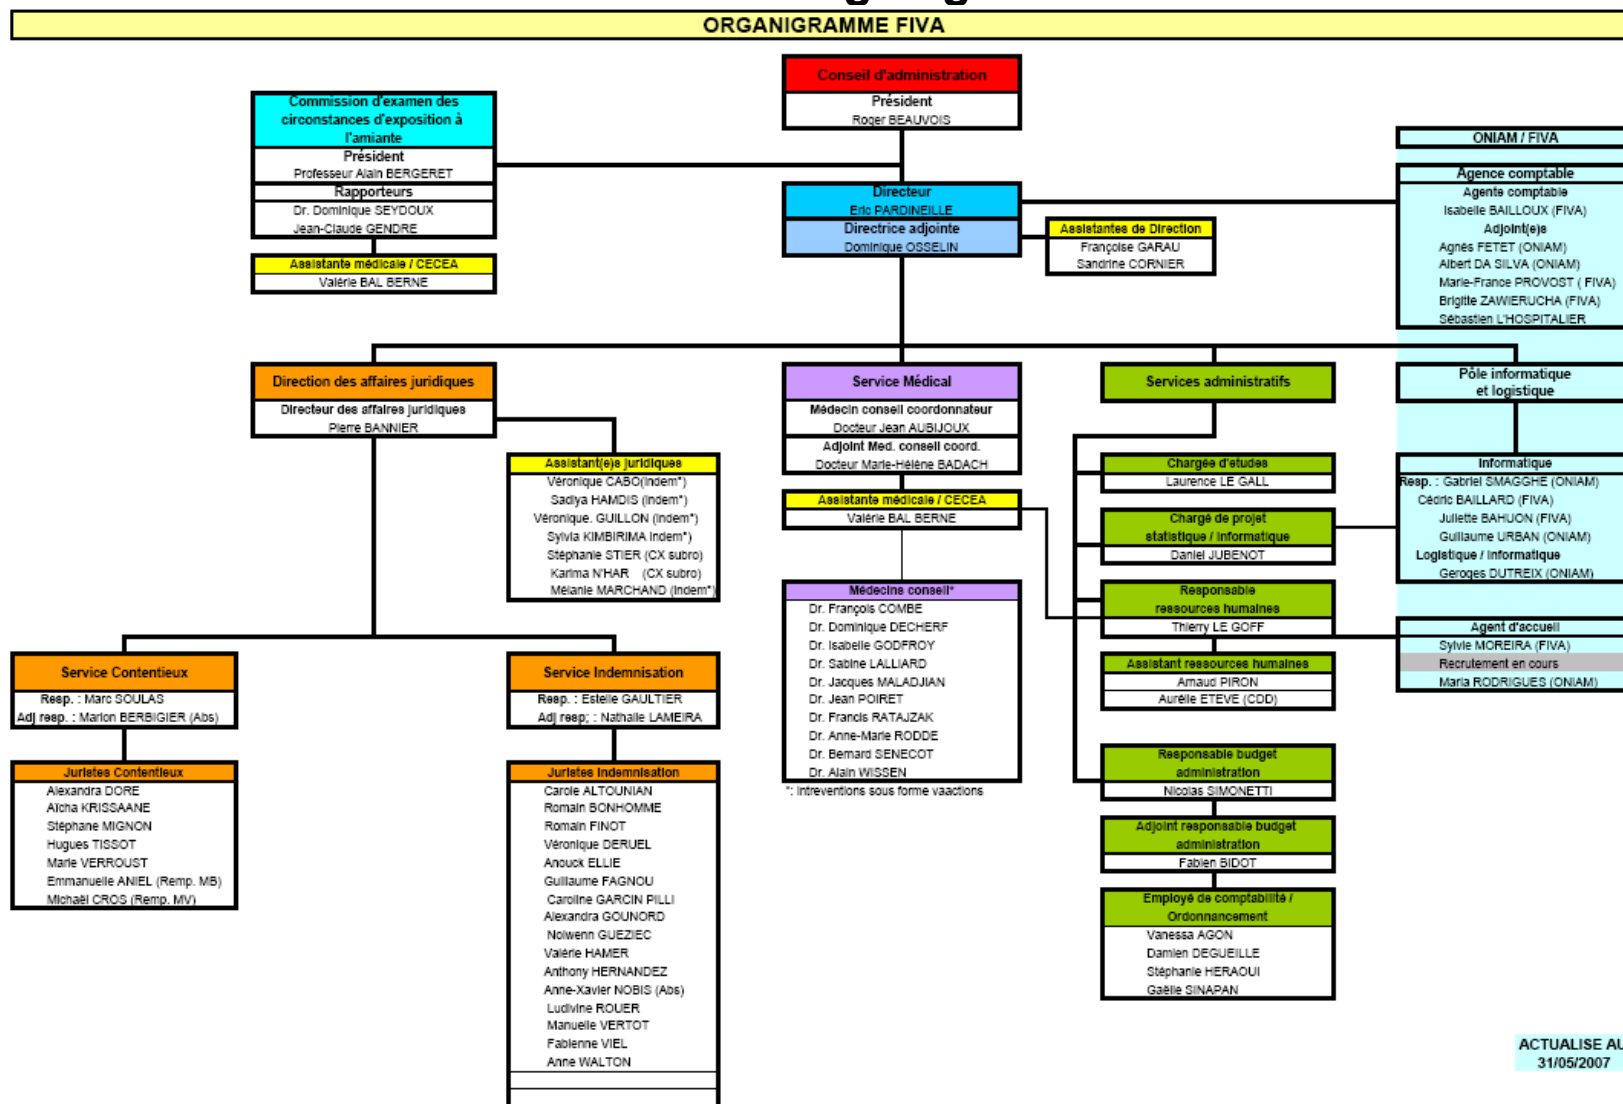 ORGANIGRAMME FIVA
Conseil d'administration
Président
Roger BEAUVOIS
Commission d'examen des
circonstances d'exposition à
l'amiante
Président
Professeur Alain BERGERET
Rapporteurs
Dr. Dominique SEYDOUX
Jean-Claude GENDRE
Assistante médicale / CECEA
Valérie BAL BERNE
Directeur
Eric PARDINEILLE
Directrice adjointe
Dominique OSSELIN
Assistantes de Direction
Françoise GARAU
Sandrine CORNIER
ONIAM / FIVA
Agence comptable
Agente comptable
Isabelle BAILLOUX (FIVA)
Adjoint(e)s
Agnès FETET (ONIAM)
Albert DA SILVA (ONIAM)
Marie-France PROVOST ( FIVA)
Brigitte ZAWIERUCHA (FIVA)
Sébastien L'HOSPITALIER
Direction des affaires juridiques
Directeur des affaires juridiques
Pierre BANNIER
Assistant(e)s juridiques
Véronique CABO(Indem°)
Sadiya HAMDIS (Indem°)
Véronique. GUILLON (Indem°)
Sylvia KIMBIRIMA Indem°)
Stéphanie STIER (CX subro)
Karima N'HAR (CX subro)
Mélanie MARCHAND (Indem°)
Service Contentieux
Resp. : Marc SOULAS
Adj resp. : Marion BERBIGIER (Abs)
Juristes Contentieux
Alexandra DORE
Aïcha KRISSAANE
Stéphane MIGNON
Hugues TISSOT
Marie VERROUST
Emmanuelle ANIEL (Remp. MB)
Michaël CROS (Remp. MV)
Service Indemnisation
Resp. : Estelle GAULTIER
Adj resp; : Nathalie LAMEIRA
Juristes Indemnisation
Carole ALTOUNIAN
Romain BONHOMME
Romain FINOT
Véronique DERUEL
Anouck ELLIE
Guillaume FAGNOU
Caroline GARCIN PILLI
Alexandra GOUNORD
Nolwenn GUEZIEC
Valérie HAMER
Anthony HERNANDEZ
Anne-Xavier NOBIS (Abs)
Ludivine ROUER
Manuelle VERTOT
Fabienne VIEL
Anne WALTON
Service Médical
Médecin conseil coordonnateur
Docteur Jean AUBIJOUX
Adjoint Med. conseil coord.
Docteur Marie-Hélène BADACH
Assistante médicale / CECEA
Valérie BAL BERNE
Médecins conseil*
Dr. François COMBE
Dr. Dominique DECHERF
Dr. Isabelle GODFROY
Dr. Sabine LALLIARD
Dr. Jacques MALADJIAN
Dr. Jean POIRET
Dr. Francis RATAJZAK
Dr. Anne-Marie RODDE
Dr. Bernard SENECOT
Dr. Alain WISSEN
*: Intreventions sous forme vaactions
Services administratifs
Chargée d'études
Laurence LE GALL
Chargé de projet
statistique / Informatique
Daniel JUBENOT
Responsable
ressources humaines
Thierry LE GOFF
Assistant ressources humaines
Arnaud PIRON
Aurélie ETEVE (CDD)
Responsable budget
administration
Nicolas SIMONETTI
Adjoint responsable budget
administration
Fabien BIDOT
Employé de comptabilité /
Ordonnancement
Vanessa AGON
Damien DEGUEILLE
Stéphanie HERAOUI
Gaëlle SINAPAN
Pôle informatique
et logistique
Informatique
Resp. : Gabriel SMAGGHE (ONIAM)
Cédric BAILLARD (FIVA)
Juliette BAHUON (FIVA)
Guillaume URBAN (ONIAM)
Logistique / Informatique
Geroges DUTREIX (ONIAM)
Agent d'accueil
Sylvie MOREIRA (FIVA)
Recrutement en cours
Maria RODRIGUES (ONIAM)
ACTUALISE AU
31/05/2007